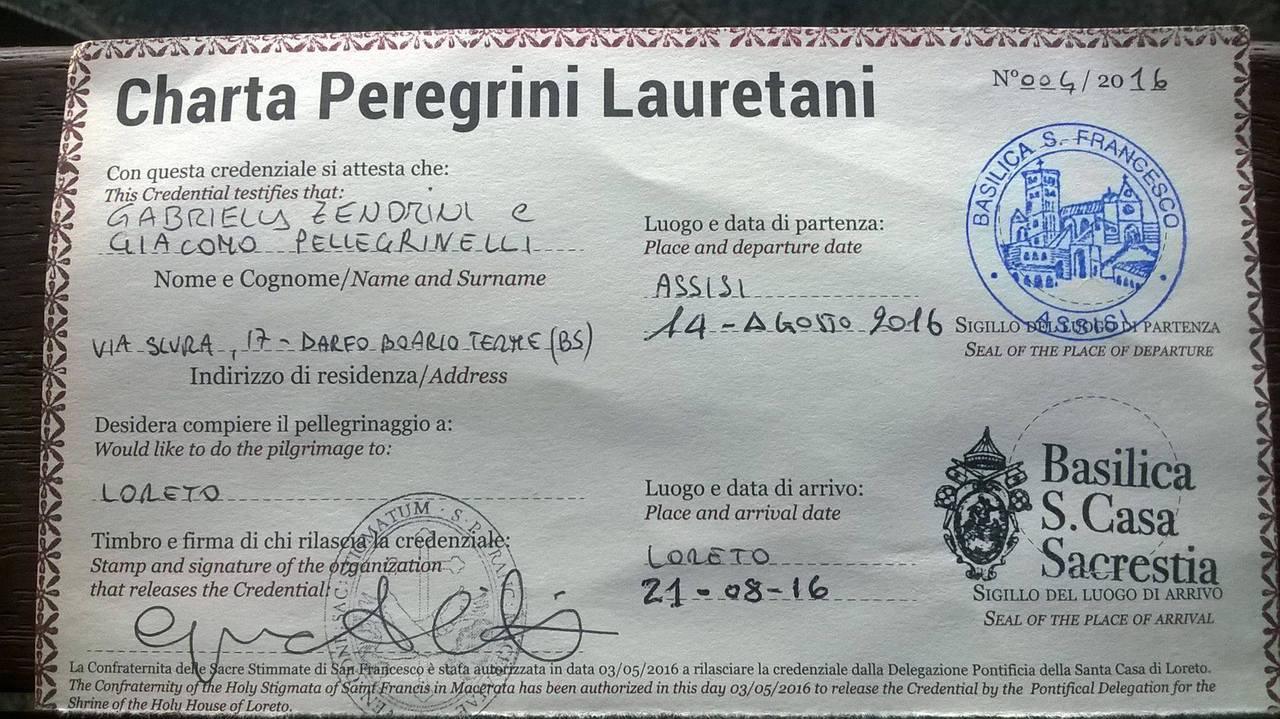 Charta Peregrini Lauretani
N° 004 / 2016
Con questa credenziale si attesta che:
This Credential testifies that:
ZENDRINI e
GIACOMO PELLEGRINELLI
Nome e Cognome/Name and Surname
VIA SCURA, 17 - DARFO BOARIO TERME (BS)
Indirizzo di residenza/Address
Desidera compiere il pellegrinaggio a:
Would like to do the pilgrimage to:
LORETO
Timbro e firma di chi rilascia la credenziale:
Stamp and signature of the organization
that releases the Credential:
Luogo e data di partenza:
Place and departure date
ASSISI
14 - AGOSTO 2016
BASILICA S. FRANCESCO
ASSISI
SIGILLO DEL LUOGO DI PARTENZA
SEAL OF THE PLACE OF DEPARTURE
Luogo e data di arrivo:
Place and arrival date
LORETO
21-08-16
Basilica
S.Casa
Sacrestia
SIGILLO DEL LUOGO DI ARRIVO
SEAL OF THE PLACE OF ARRIVAL
La Confraternita delle Sacre Stimmate di San Francesco è stata autorizzata in data 03/05/2016 a rilasciare la credenziale dalla Delegazione Pontificia della Santa Casa di Loreto.
The Confraternity of the Holy Stigmata of Saint Francis in Macerata has been authorized in this day 03/05/2016 to release the Credential by the Pontifical Delegation for the
Shrine of the Holy House of Loreto.